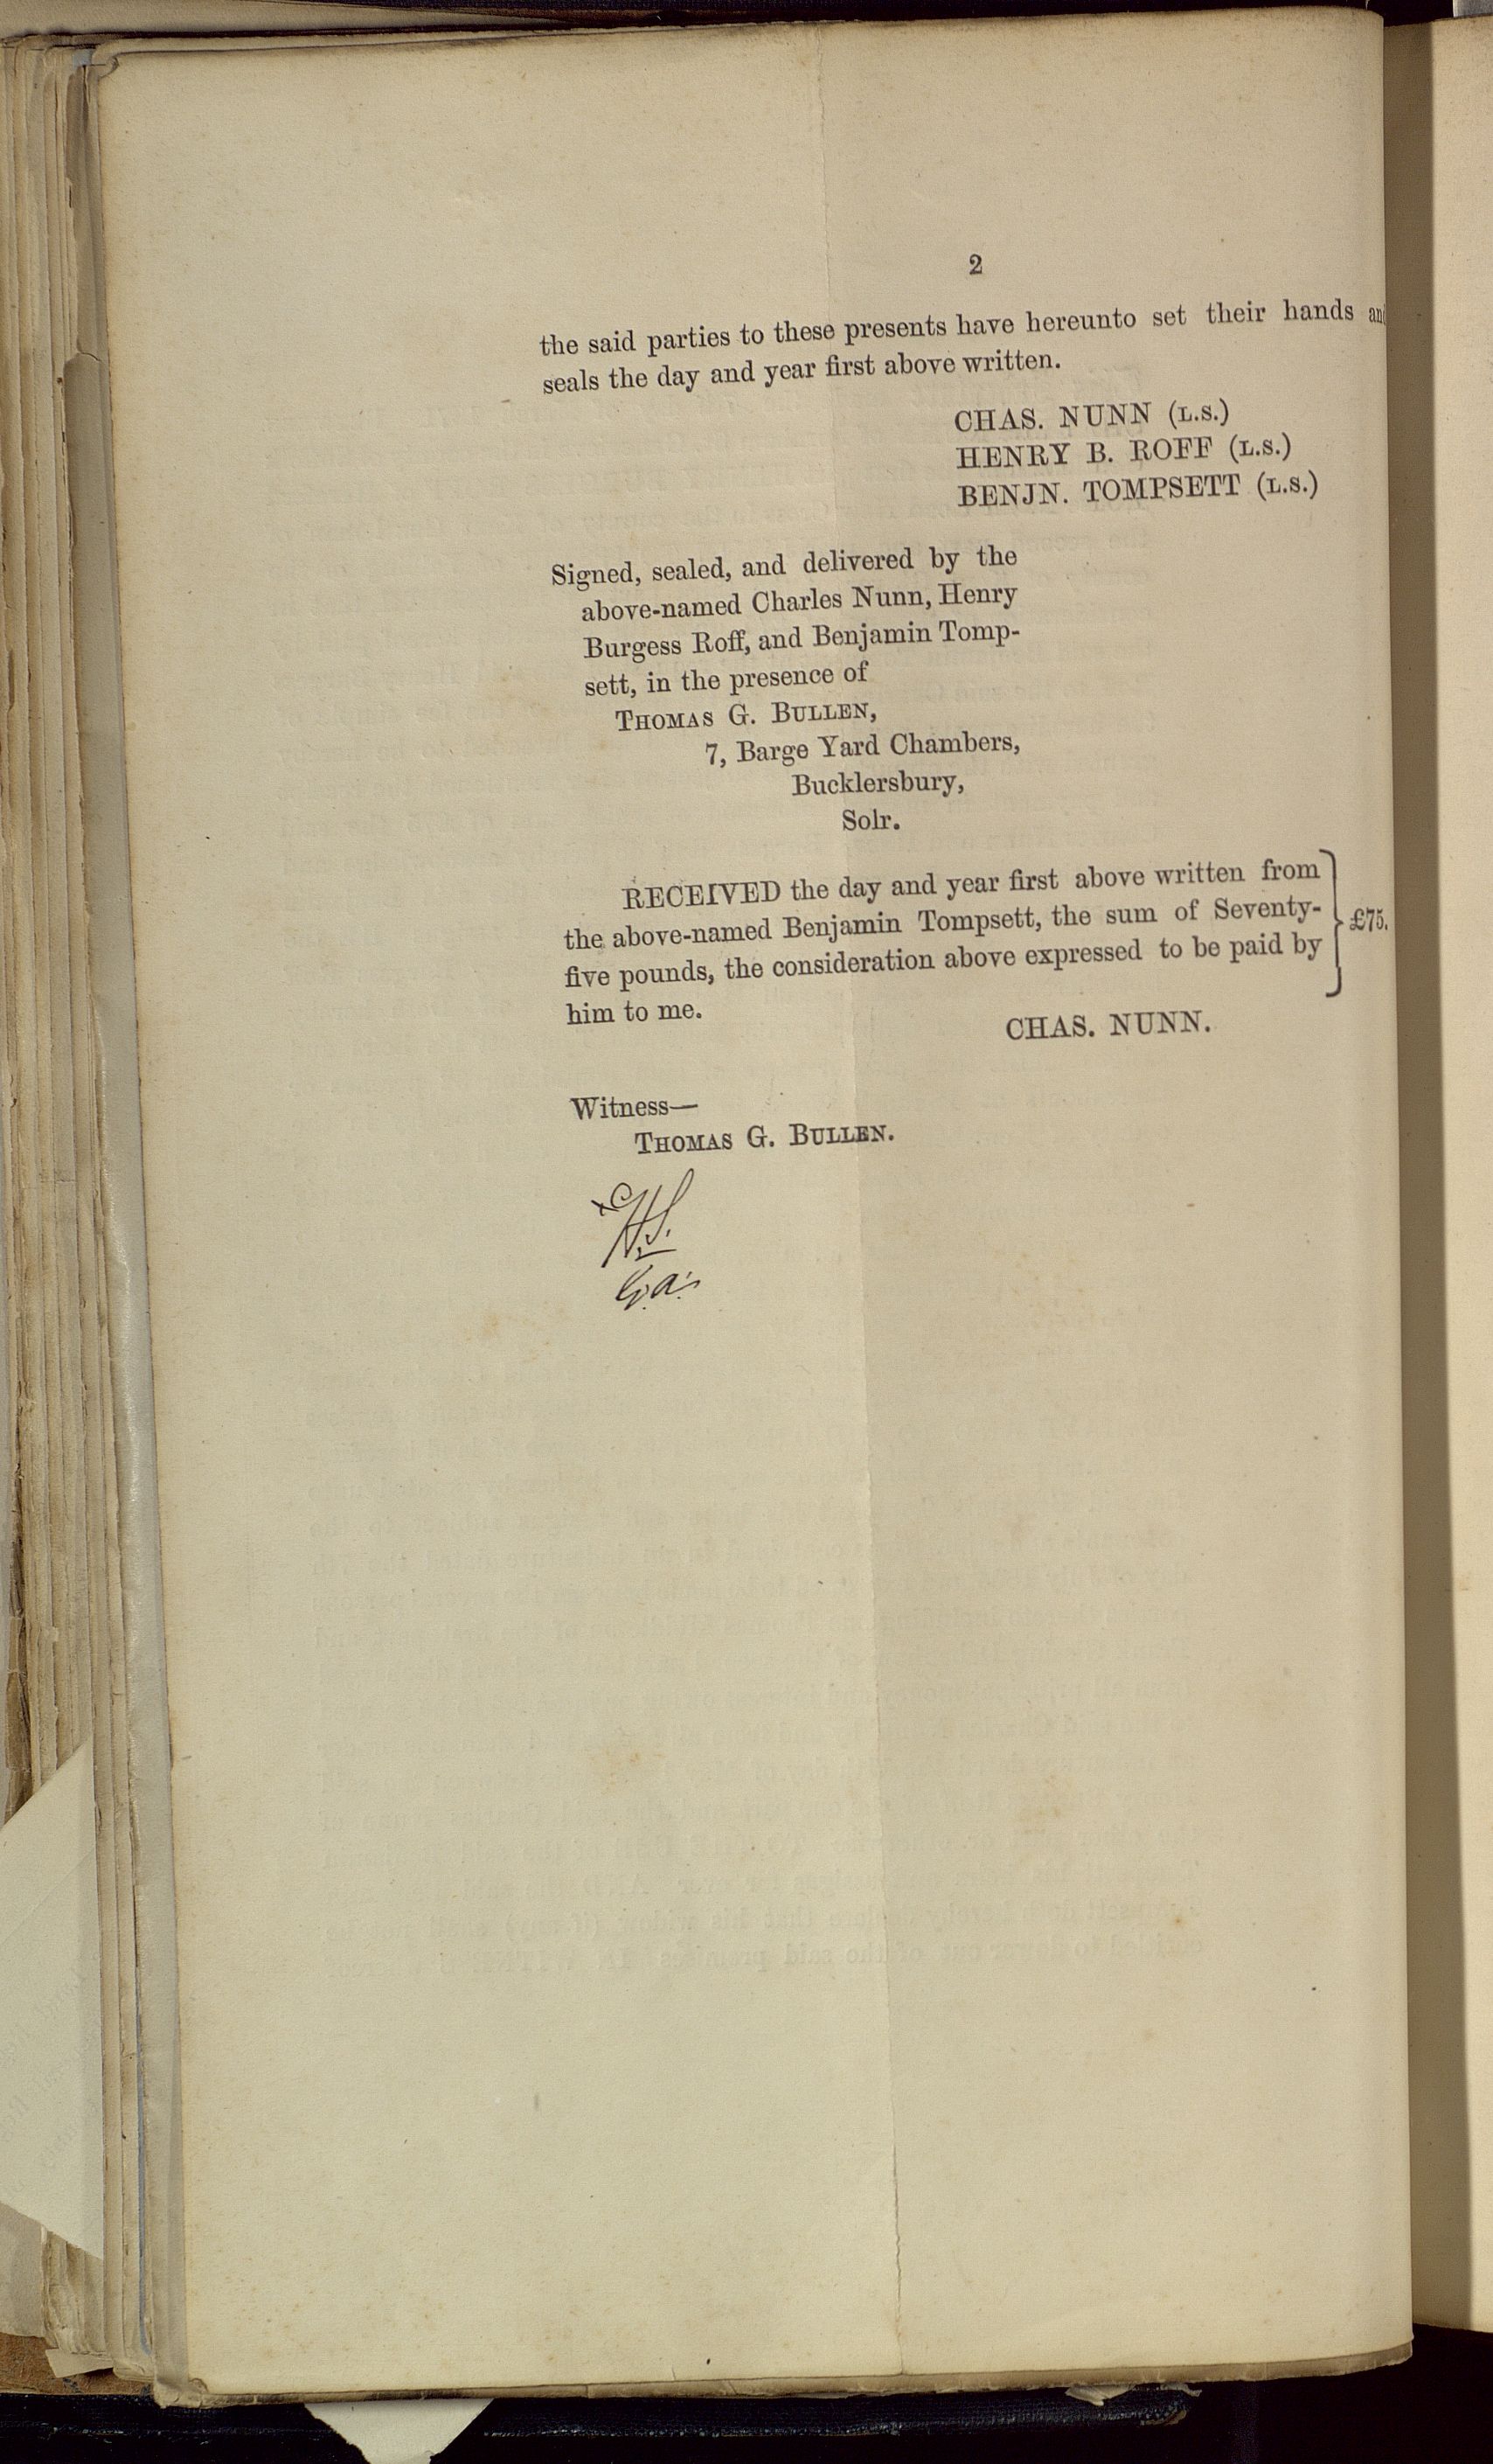 2
the said parties to these presents have hereunto set their hands and
seals the day and year first above written.
CHAS. NUNN (L.S.)
HENRY B. ROFF (L.S.)
BENJN. TOMPSETT (L.S.)
Signed, sealed, and delivered by the
above-named Charles Nunn, Henry
Burgess Roff, and Benjamin Tomp-
sett, in the presence of
THOMAS G. BULLEN,
7, Barge Yard Chambers,
Bucklersbury,
Solr.
RECEIVED the day and year first above written from
the above-named Benjamin Tompsett, the sum of Seventy-
five pounds, the consideration above expressed to be paid by
him to me.
£75.
CHAS. NUNN.
Witness—
THOMAS G. BULLEN.